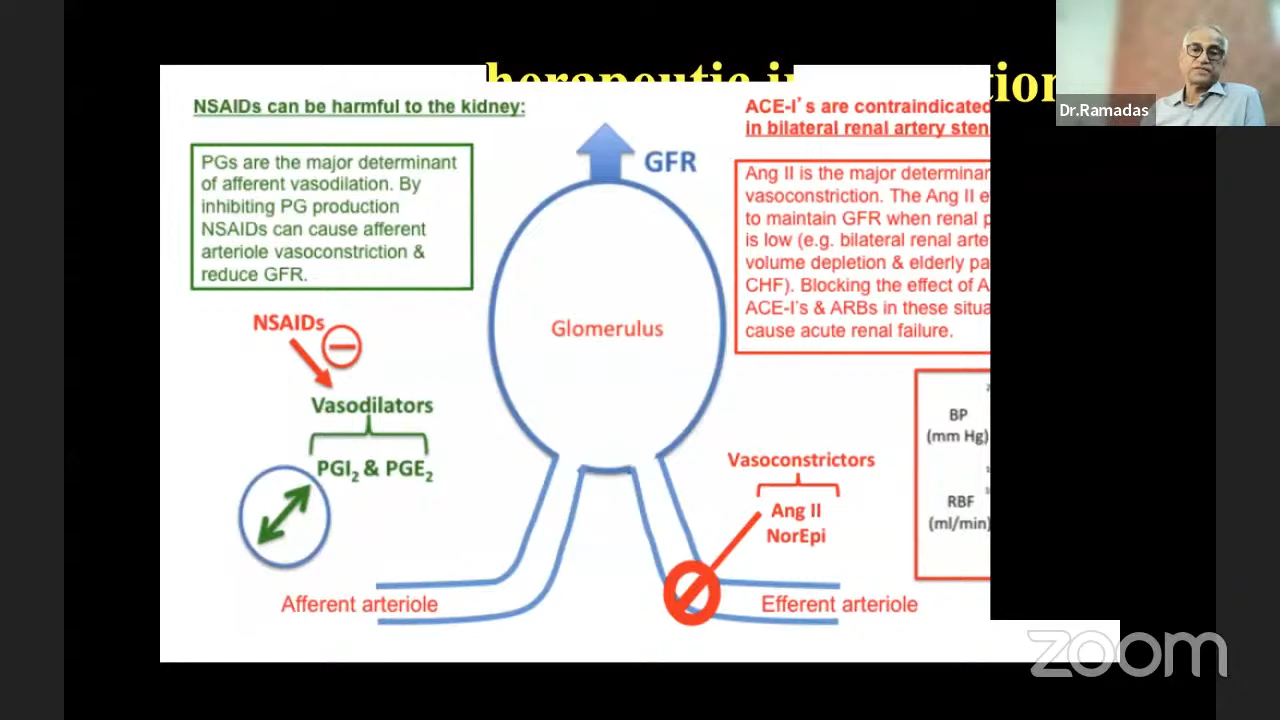 NSAIDs can be harmful to the kidney:
PGs are the major determinant
of afferent vasodilation. By
inhibiting PG production
NSAIDs can cause afferent
arteriole vasoconstriction &
reduce GFR.
NSAIDs
Vasodilators
PGI2 & PGE2
Afferent arteriole
GFR
Glomerulus
ACE-I's are contraindicated
in bilateral renal artery sten
Ang II is the major determinan
vasoconstriction. The Ang II e
to maintain GFR when renal p
is low (e.g. bilateral renal arte
volume depletion & elderly pa
CHF). Blocking the effect of A
ACE-I's & ARBs in these situa
cause acute renal failure.
BP
(mm Hg)
RBF
(ml/min)
Vasoconstrictors
Ang II
NorEpi
Efferent arteriole
Dr.Ramadas
zoom